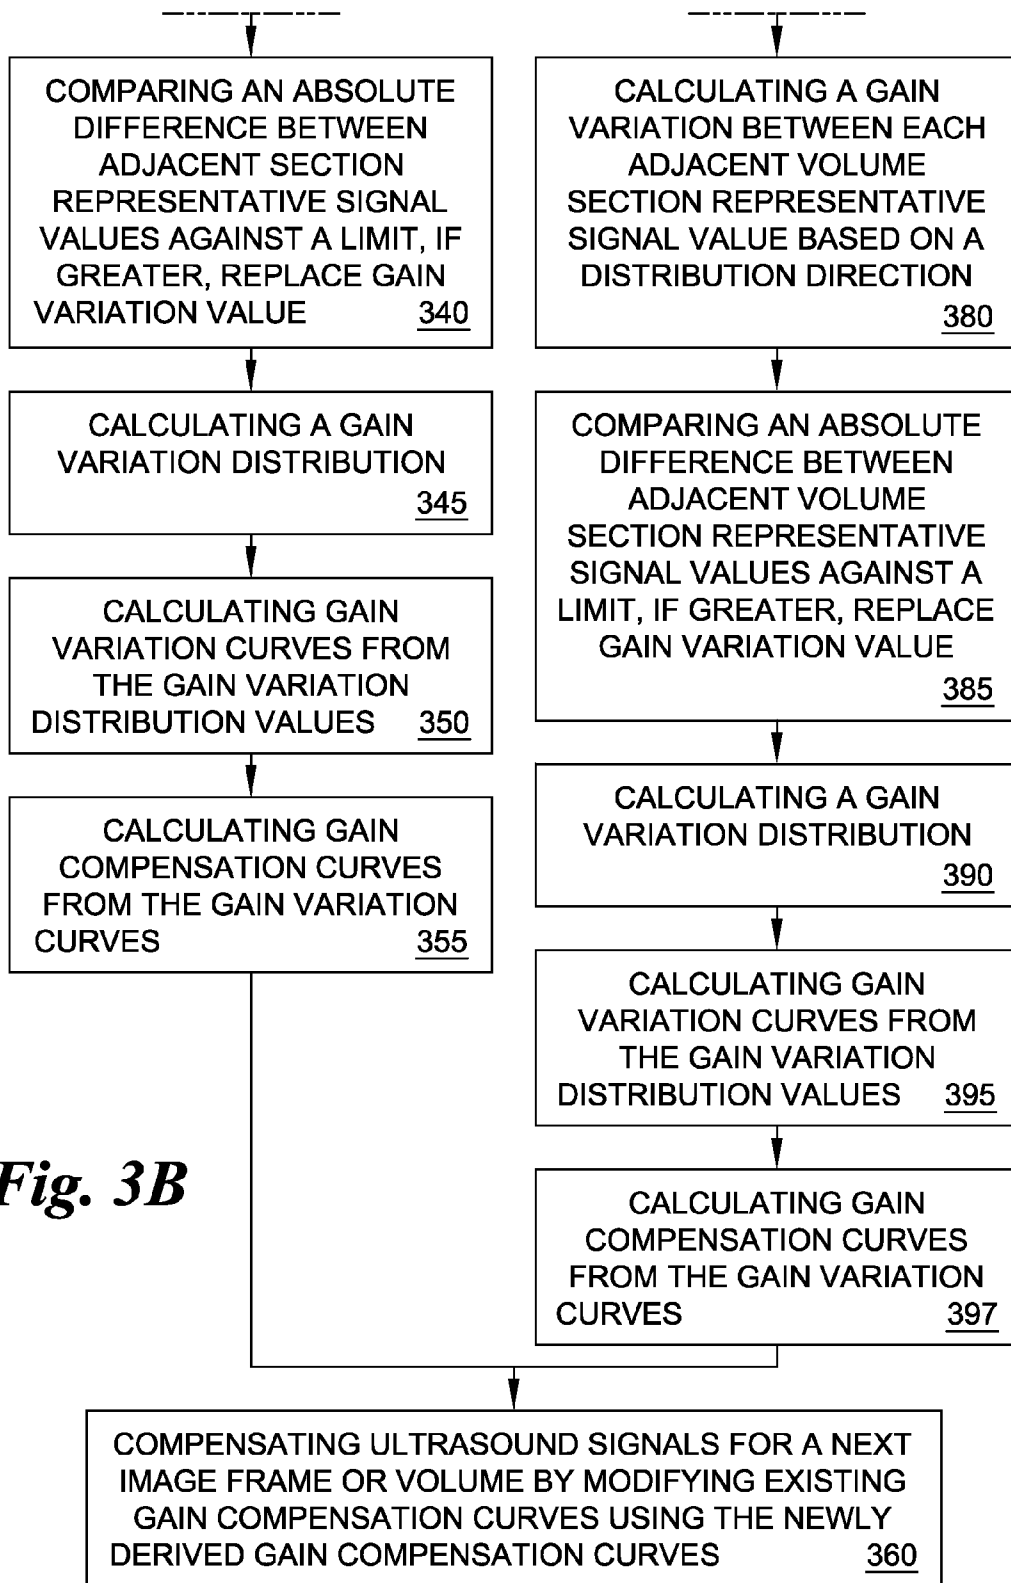 COMPARING AN ABSOLUTE
DIFFERENCE BETWEEN
ADJACENT SECTION
REPRESENTATIVE SIGNAL
VALUES AGAINST A LIMIT, IF
GREATER, REPLACE GAIN
VARIATION VALUE 340
CALCULATING A GAIN
VARIATION DISTRIBUTION
345
CALCULATING GAIN
VARIATION CURVES FROM
THE GAIN VARIATION
DISTRIBUTION VALUES 350
CALCULATING GAIN
COMPENSATION CURVES
FROM THE GAIN VARIATION
CURVES 355
CALCULATING A GAIN
VARIATION BETWEEN EACH
ADJACENT VOLUME
SECTION REPRESENTATIVE
SIGNAL VALUE BASED ON A
DISTRIBUTION DIRECTION
380
COMPARING AN ABSOLUTE
DIFFERENCE BETWEEN
ADJACENT VOLUME
SECTION REPRESENTATIVE
SIGNAL VALUES AGAINST A
LIMIT, IF GREATER, REPLACE
GAIN VARIATION VALUE
385
CALCULATING A GAIN
VARIATION DISTRIBUTION
390
CALCULATING GAIN
VARIATION CURVES FROM
THE GAIN VARIATION
DISTRIBUTION VALUES 395
CALCULATING GAIN
COMPENSATION CURVES
FROM THE GAIN VARIATION
CURVES 397
Fig. 3B
COMPENSATING ULTRASOUND SIGNALS FOR A NEXT
IMAGE FRAME OR VOLUME BY MODIFYING EXISTING
GAIN COMPENSATION CURVES USING THE NEWLY
DERIVED GAIN COMPENSATION CURVES 360